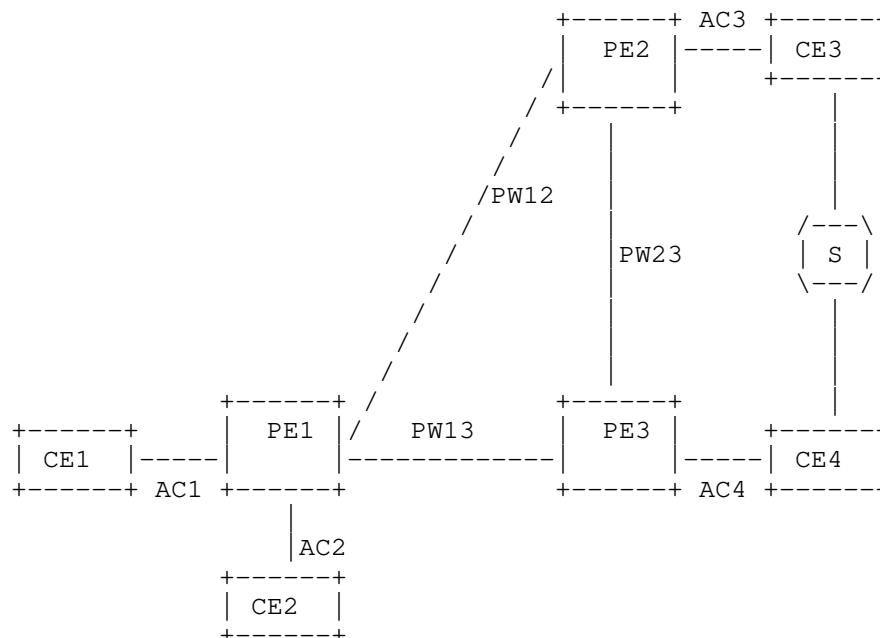 AC3
PE2 CE3
PW12
S
PW23
PE1 PW13 PE3
CE1 CE4
AC1 AC4
AC2
CE2